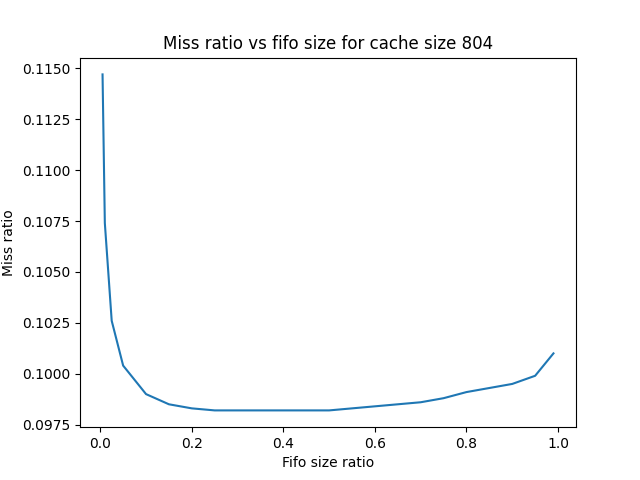 Miss ratio vs fifo size for cache size 804
0.1150
0.1125
0.1100
0.1075
0.1050
0.1025
0.1000
0.0975
Miss ratio
0.0 0.2 0.4 0.6 0.8 1.0
Fifo size ratio